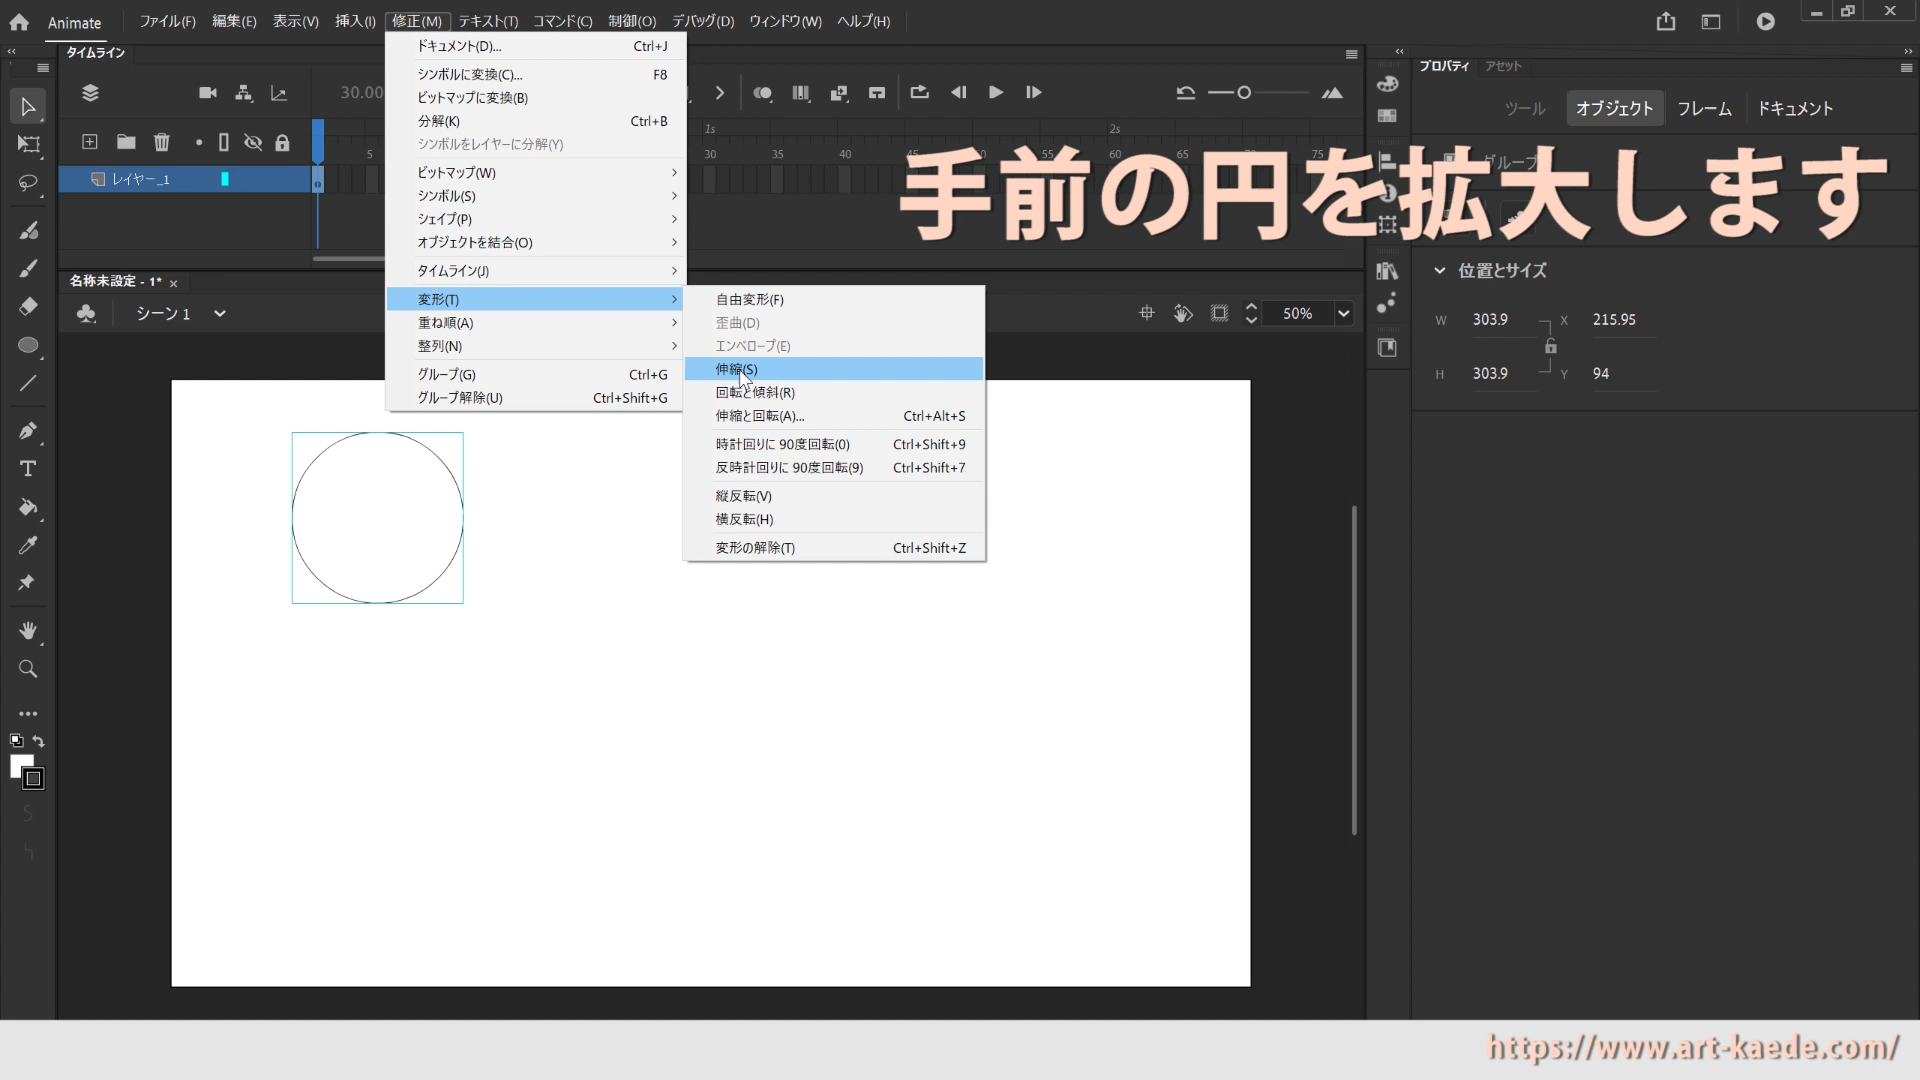 Animate
ファイル(F)
編集(E)
表示(V)
挿入(I)
修正(M)
テキスト(T)
コマンド(C)
制御(O)
デバッグ(D)
ウィンドウ(W)
ヘルプ(H)
タイムライン
プロパティ
アセット
30.00
ツール
オブジェクト
フレーム
ドキュメント
1s
2s
5
30
35
40
45
55
60
65
75
レイヤー_1
ドキュメント(D)... Ctrl+J
シンボルに変換(C)... F8
ビットマップに変換(B)
分解(K) Ctrl+B
シンボルをレイヤーに分解(Y)
ビットマップ(W)
シンボル(S)
シェイプ(P)
オブジェクトを結合(O)
タイムライン(J)
変形(T)
重ね順(A)
整列(N)
グループ(G) Ctrl+G
グループ解除(U) Ctrl+Shift+G
手前の円を拡大します
グループ
位置とサイズ
W 303.9 X 215.95
H 303.9 Y 94
名称未設定 - 1*
シーン 1
50%
自由変形(F)
歪曲(D)
エンベロープ(E)
伸縮(S)
回転と傾斜(R)
伸縮と回転(A)... Ctrl+Alt+S
時計回りに 90度回転(0) Ctrl+Shift+9
反時計回りに 90度回転(9) Ctrl+Shift+7
縦反転(V)
横反転(H)
変形の解除(T) Ctrl+Shift+Z
https://www.art-kaede.com/